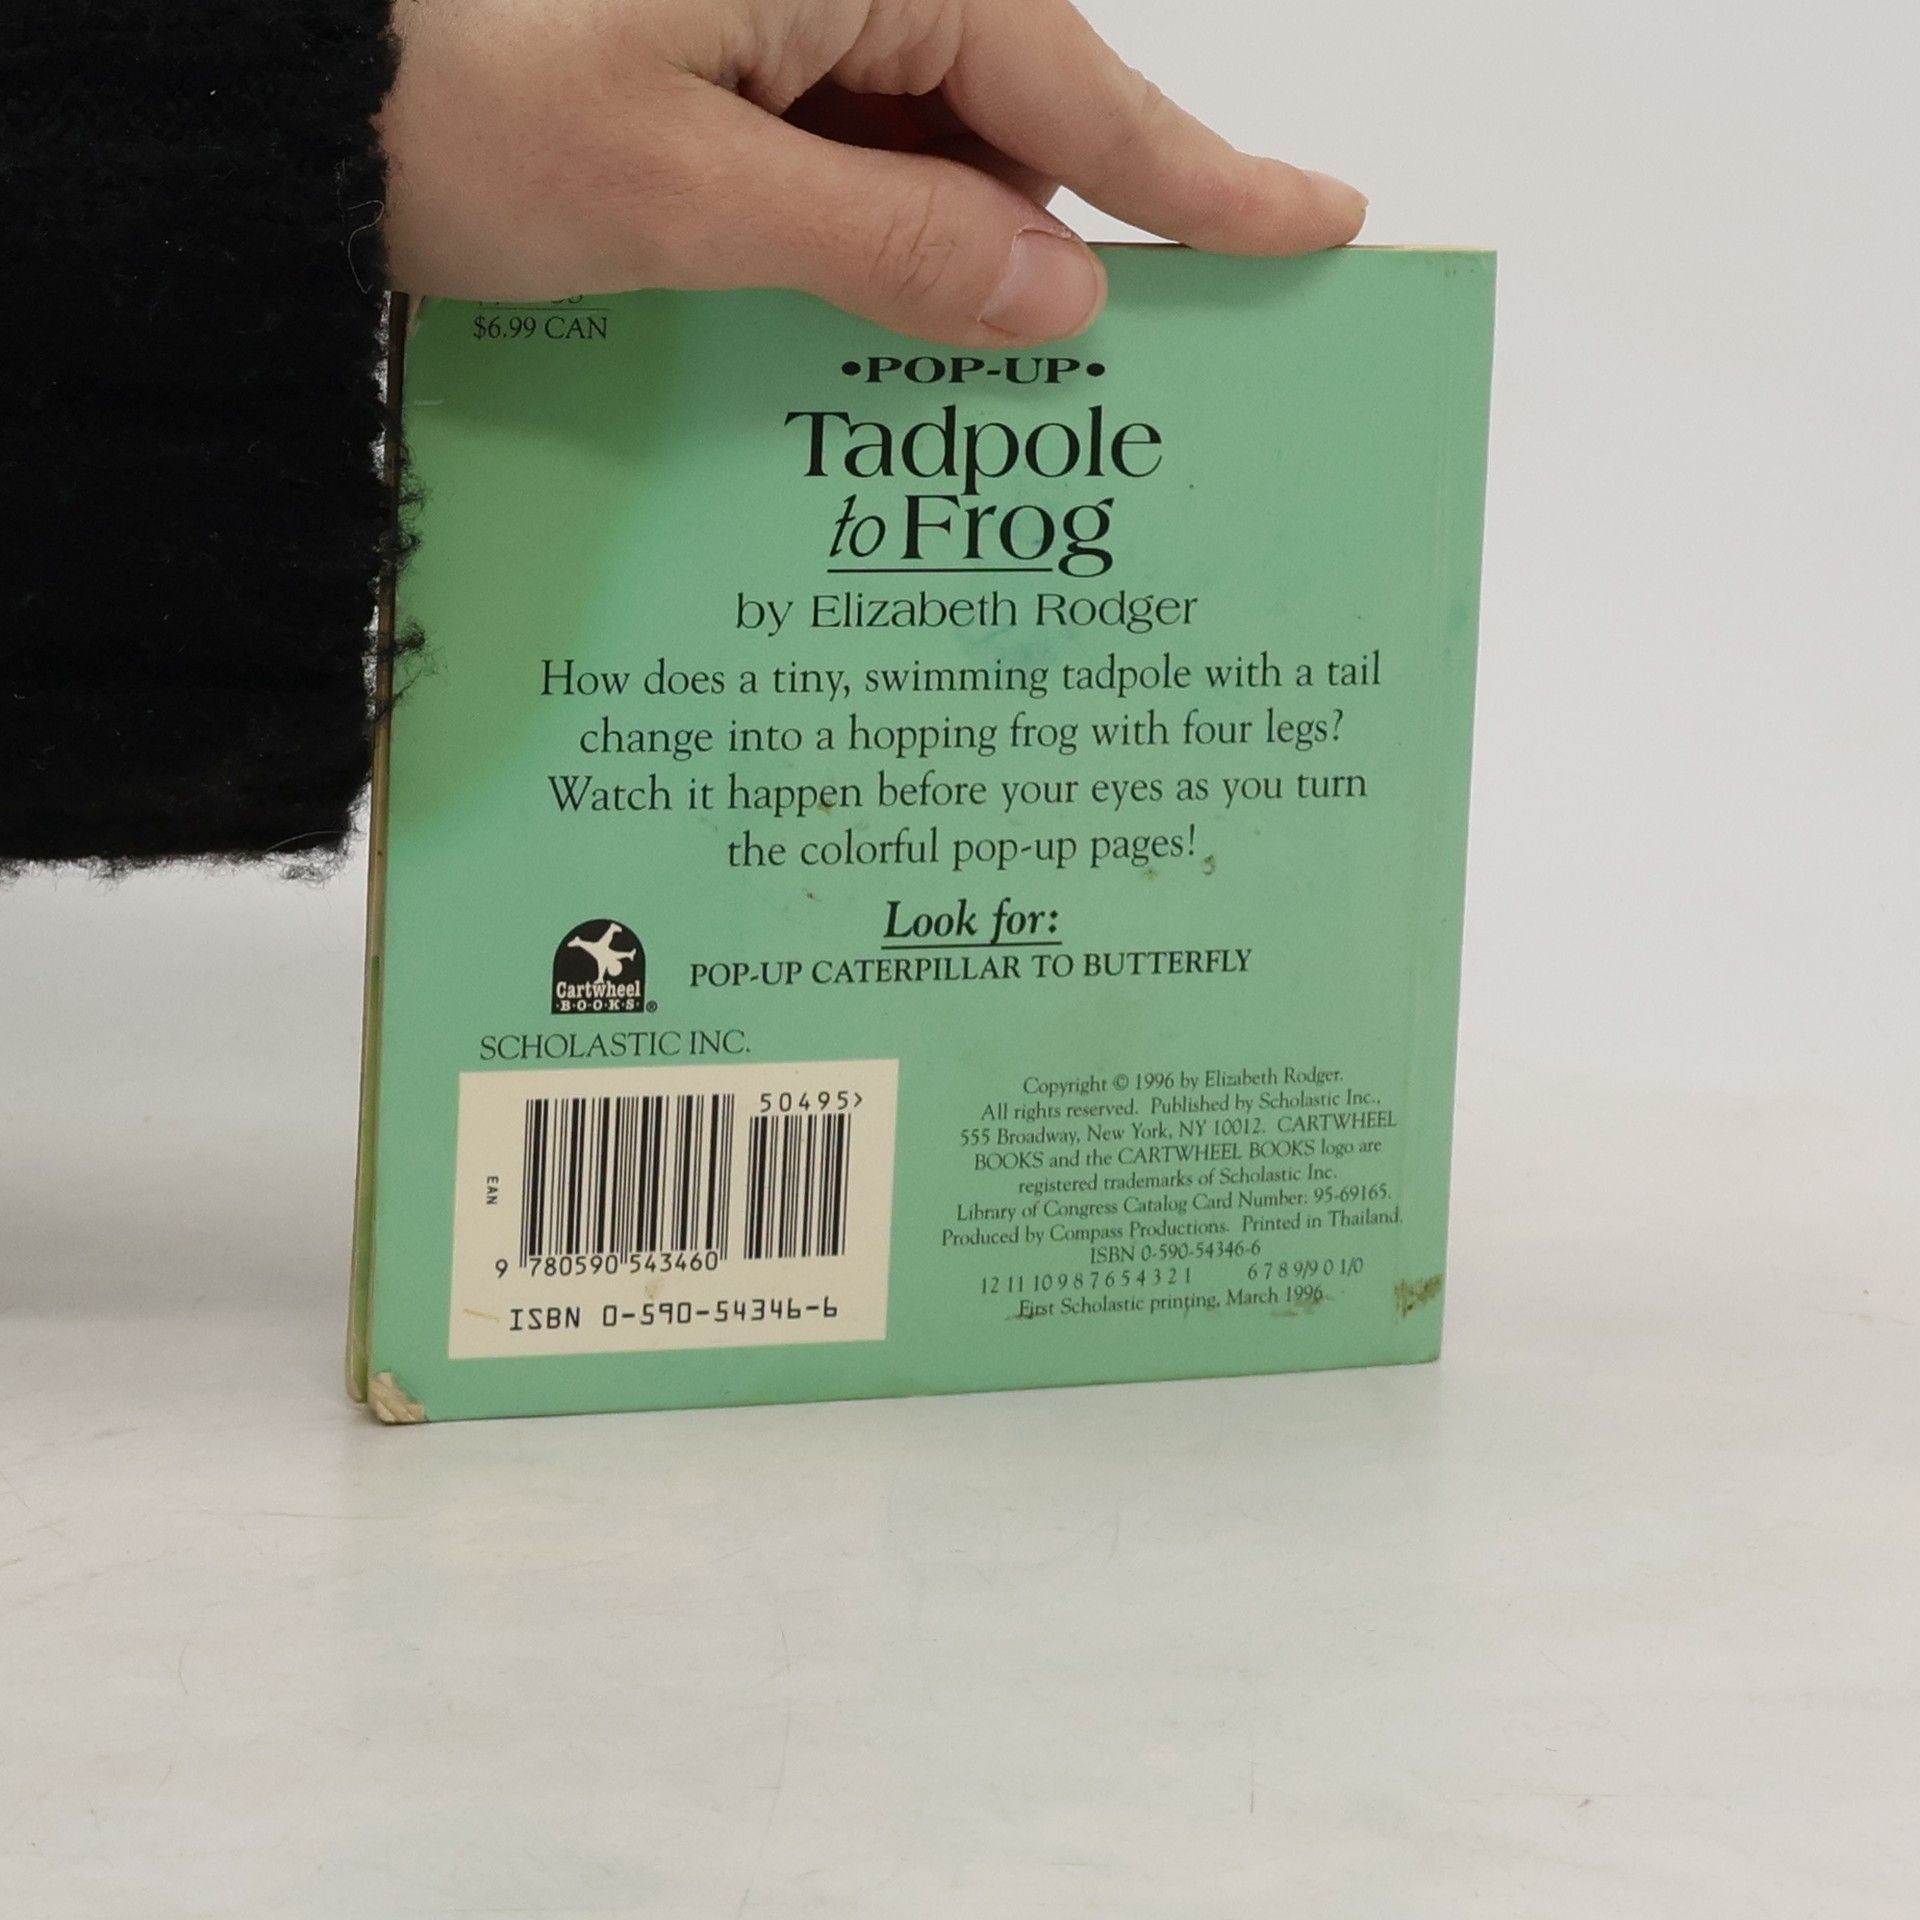 $6.99 CAN
•POP-UP•
Tadpole
to Frog
by Elizabeth Rodger
How does a tiny, swimming tadpole with a tail
change into a hopping frog with four legs?
Watch it happen before your eyes as you turn
the colorful pop-up pages!
Look for:
POP-UP CATERPILLAR TO BUTTERFLY
Cartwheel
·B·O·O·K·S· ®
SCHOLASTIC INC.
50495>
EAN
9 780590 543460
ISBN 0-590-54346-6
Copyright © 1996 by Elizabeth Rodger.
All rights reserved. Published by Scholastic Inc.,
555 Broadway, New York, NY 10012. CARTWHEEL
BOOKS and the CARTWHEEL BOOKS logo are
registered trademarks of Scholastic Inc.
Library of Congress Catalog Card Number: 95-69165.
Produced by Compass Productions. Printed in Thailand.
ISBN 0-590-54346-6
12 11 10 9 8 7 6 5 4 3 2 1 6 7 8 9/9 0 1/0
First Scholastic printing, March 1996